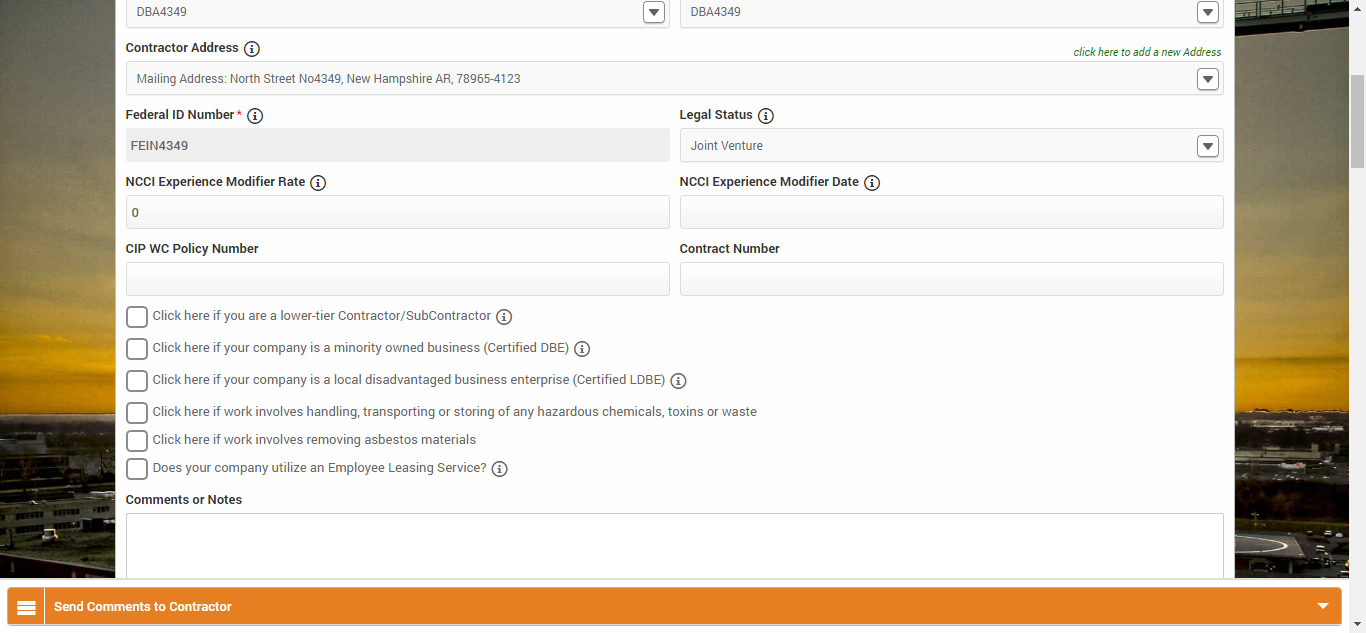 DBA4349 DBA4349
Contractor Address
click here to add a new Address
Mailing Address: North Street No4349, New Hampshire AR, 78965-4123
Federal ID Number * Legal Status
FEIN4349 Joint Venture
NCCI Experience Modifier Rate NCCI Experience Modifier Date
0
CIP WC Policy Number Contract Number
Click here if you are a lower-tier Contractor/SubContractor
Click here if your company is a minority owned business (Certified DBE)
Click here if your company is a local disadvantaged business enterprise (Certified LDBE)
Click here if work involves handling, transporting or storing of any hazardous chemicals, toxins or waste
Click here if work involves removing asbestos materials
Does your company utilize an Employee Leasing Service?
Comments or Notes
Send Comments to Contractor